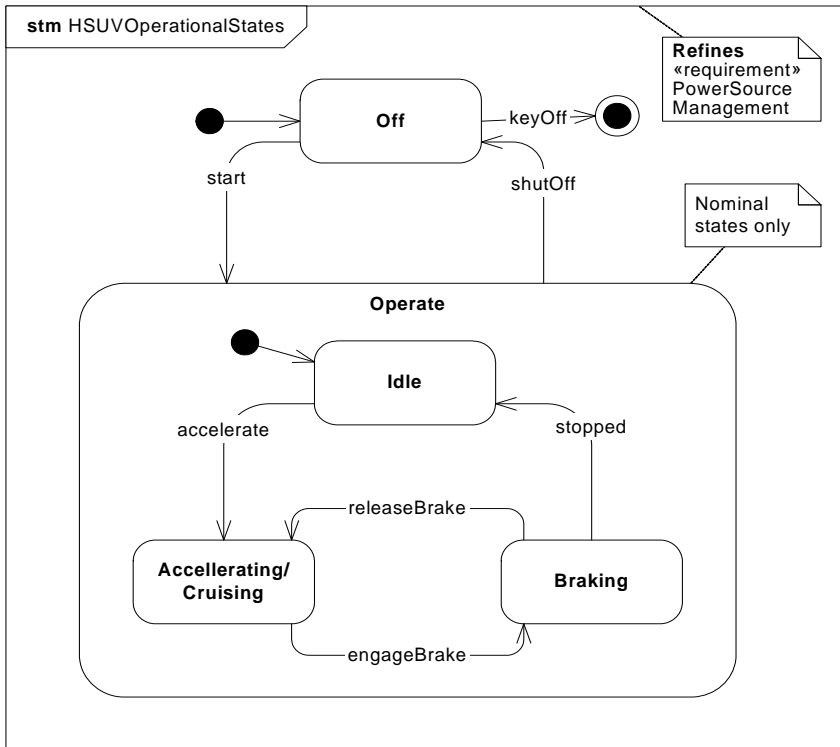 stm HSUVOperationalStates
Refines
«requirement»
PowerSource
Management
Off
keyOff
start
shutOff
Nominal
states only
Operate
Idle
accelerate
stopped
releaseBrake
Accellerating/
Cruising
Braking
engageBrake